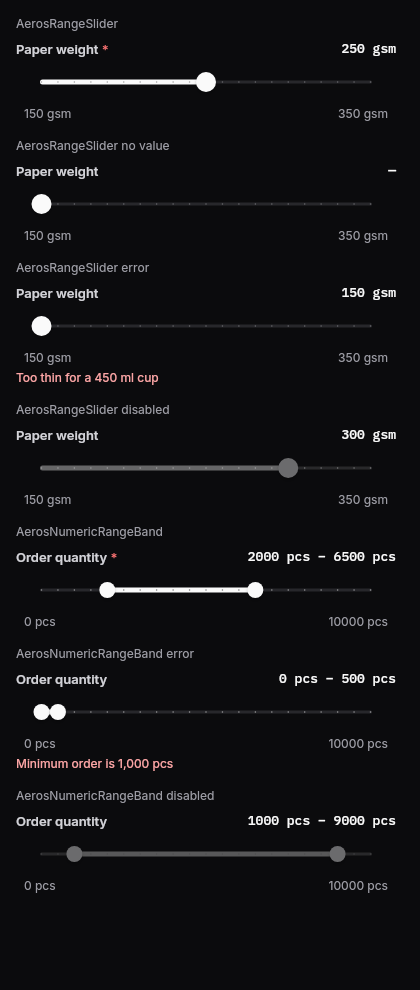 AerosRangeSlider
Paper weight * 250 gsm
150 gsm 350 gsm
AerosRangeSlider no value
Paper weight —
150 gsm 350 gsm
AerosRangeSlider error
Paper weight 150 gsm
150 gsm 350 gsm
Too thin for a 450 ml cup
AerosRangeSlider disabled
Paper weight 300 gsm
150 gsm 350 gsm
AerosNumericRangeBand
Order quantity * 2000 pcs – 6500 pcs
0 pcs 10000 pcs
AerosNumericRangeBand error
Order quantity 0 pcs – 500 pcs
0 pcs 10000 pcs
Minimum order is 1,000 pcs
AerosNumericRangeBand disabled
Order quantity 1000 pcs – 9000 pcs
0 pcs 10000 pcs